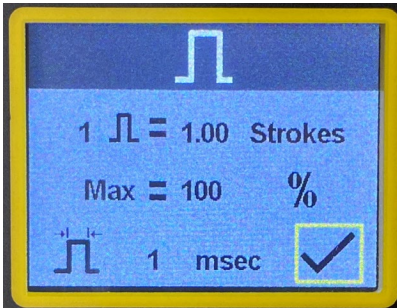 1 = 1.00 Strokes
Max = 100 %
1 msec